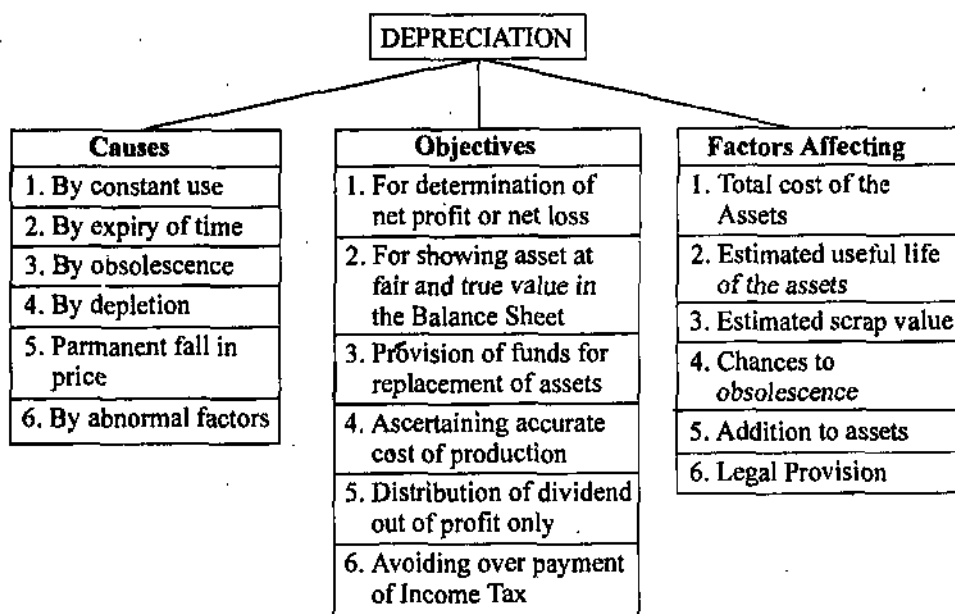 DEPRECIATION
Causes
1. By constant use
2. By expiry of time
3. By obsolescence
4. By depletion
5. Parmanent fall in
price
6. By abnormal factors
Objectives
1. For determination of
net profit or net loss
2. For showing asset at
fair and true value in
the Balance Sheet
3. Provision of funds for
replacement of assets
4. Ascertaining accurate
cost of production
5. Distribution of dividend
out of profit only
6. Avoiding over payment
of Income Tax
Factors Affecting
1. Total cost of the
Assets
2. Estimated useful life
of the assets
3. Estimated scrap value
4. Chances to
obsolescence
5. Addition to assets
6. Legal Provision